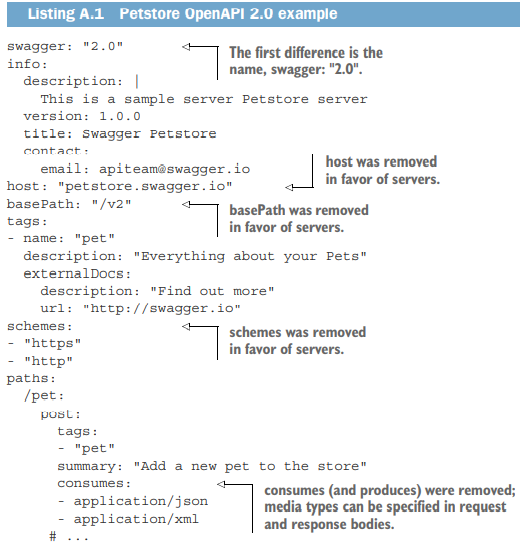 Listing A.1 Petstore OpenAPI 2.0 example
swagger: "2.0"
The first difference is the
name, swagger: "2.0".
info:
  description: |
    This is a sample server Petstore server
  version: 1.0.0
  title: Swagger Petstore
  contact:
    email: apiteam@swagger.io
host: "petstore.swagger.io"
host was removed
in favor of servers.
basePath: "/v2"
basePath was removed
in favor of servers.
tags:
- name: "pet"
  description: "Everything about your Pets"
  externalDocs:
    description: "Find out more"
    url: "http://swagger.io"
schemes:
schemes was removed
in favor of servers.
- "https"
- "http"
paths:
  /pet:
    post:
      tags:
      - "pet"
      summary: "Add a new pet to the store"
      consumes:
consumes (and produces) were removed;
media types can be specified in request
and response bodies.
      - application/json
      - application/xml
     # ...